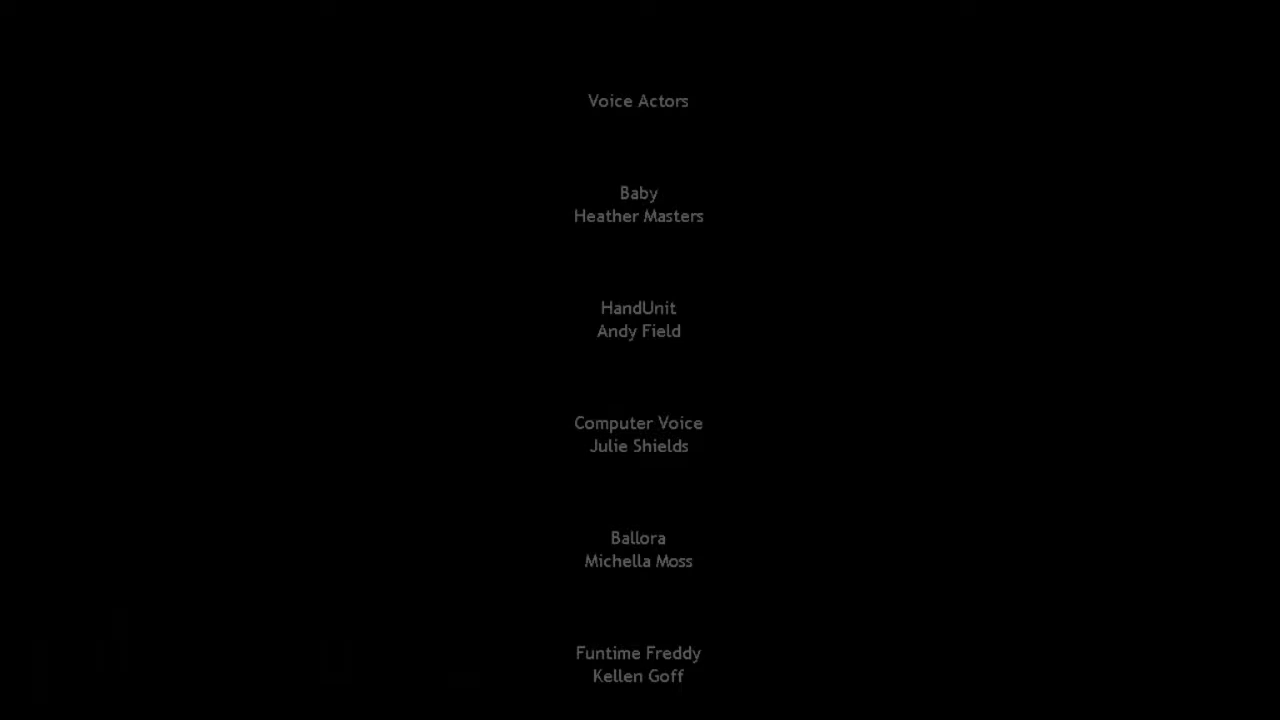 Voice Actors
Baby
Heather Masters
HandUnit
Andy Field
Computer Voice
Julie Shields
Ballora
Michella Moss
Funtime Freddy
Kellen Goff